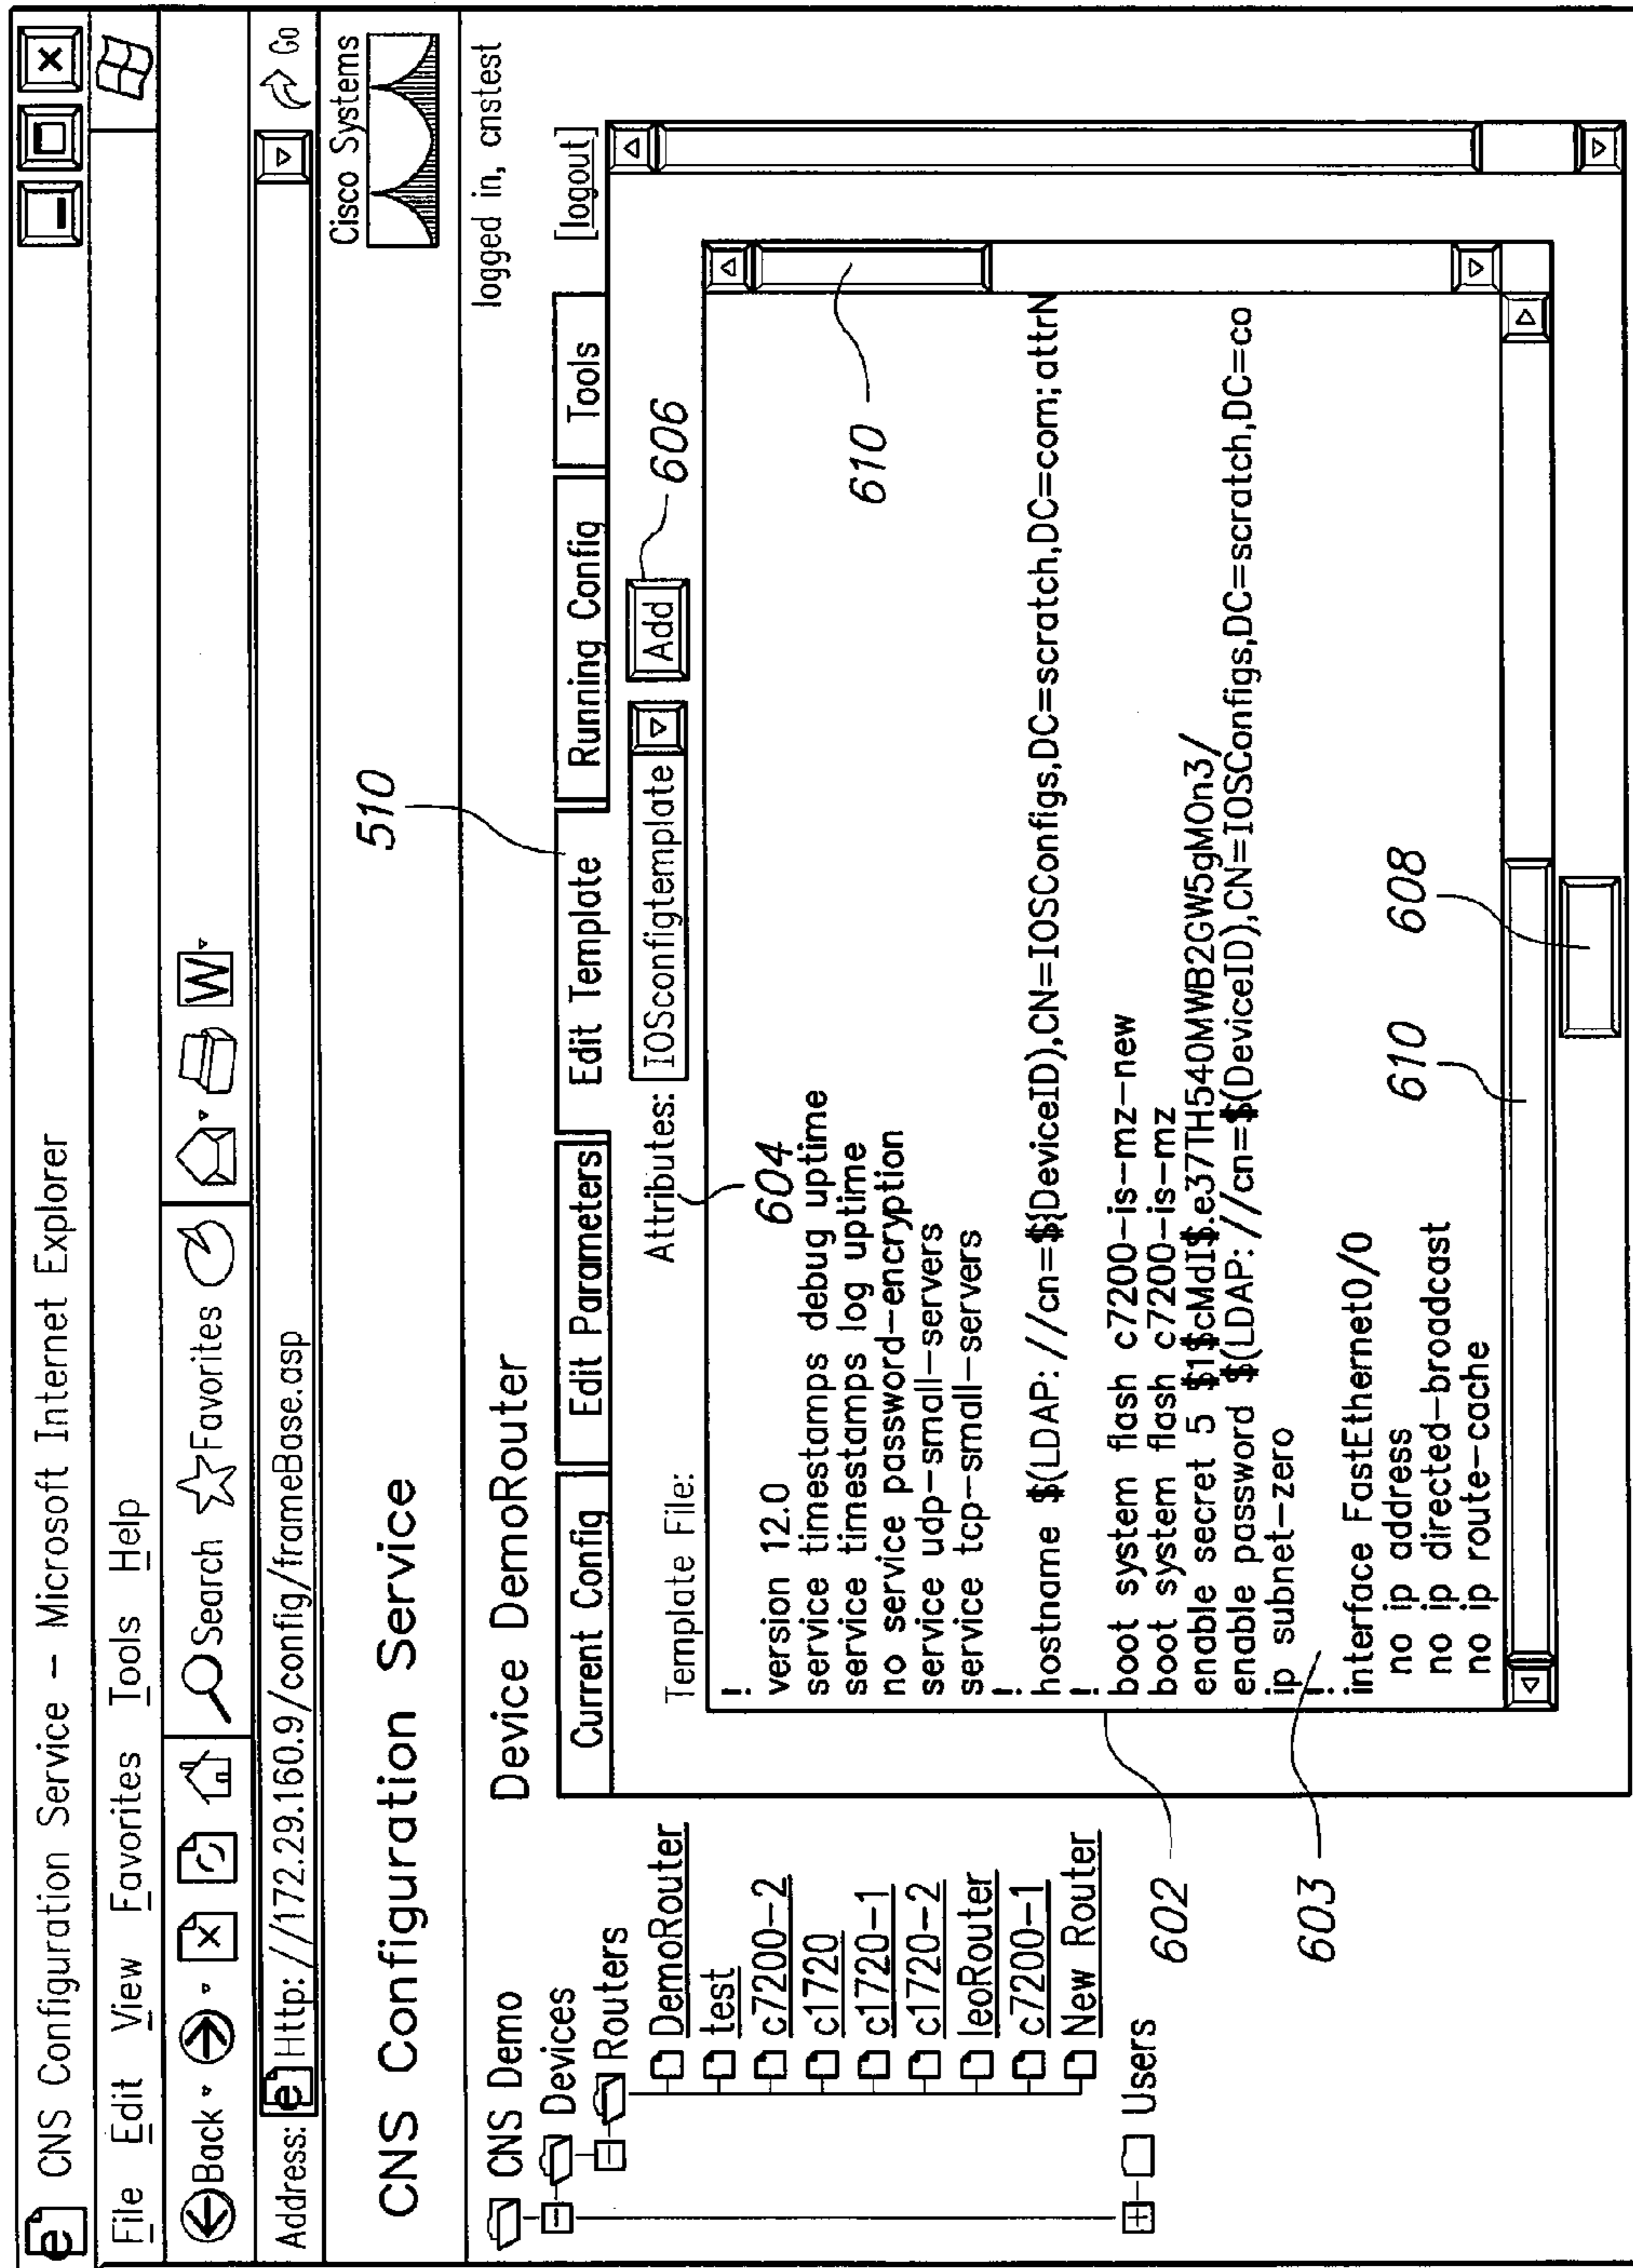 CNS Configuration Service – Microsoft Internet Explorer
File Edit View Favorites Tools Help
Back Search Favorites W
Address: Http://172.29.160.9/config/frameBase.asp Go
CNS Configuration Service
Cisco Systems
510
logged in, cnstest
CNS Demo
Devices
Routers
DemoRouter
test
c7200-2
c1720
c1720-1
c1720-2
leoRouter
c7200-1
New Router
Users
Device DemoRouter
[logout]
Current Config Edit Parameters Edit Template Running Config Tools
Template File: Attributes: IOSconfigtemplate Add 606
604
!
version 12.0
service timestamps debug uptime
service timestamps log uptime
no service password-encryption
service udp-small-servers
service tcp-small-servers
!
hostname $(LDAP://cn=${DeviceID),CN=IOSConfigs,DC=scratch,DC=com;attrN
!
boot system flash c7200-is-mz-new
boot system flash c7200-is-mz
enable secret 5 $1$cMdI$.e37TH540MWB2GW5gMOn3/
enable password $(LDAP://cn=$(DeviceID),CN=IOSConfigs,DC=scratch,DC=co
ip subnet-zero
!
interface FastEthernet0/0
no ip address
no ip directed-broadcast
no ip route-cache
610
602
603
610
608